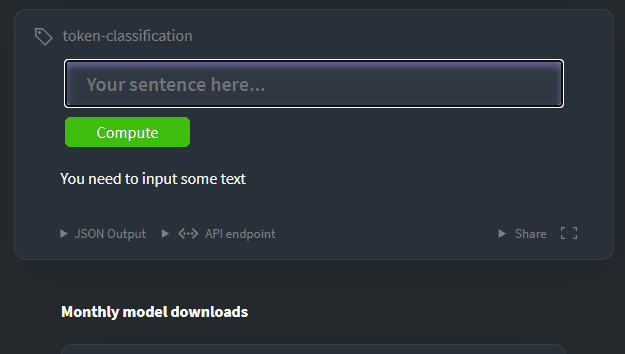 token-classification
Your sentence here...
Compute
You need to input some text
JSON Output
API endpoint
Share
Monthly model downloads